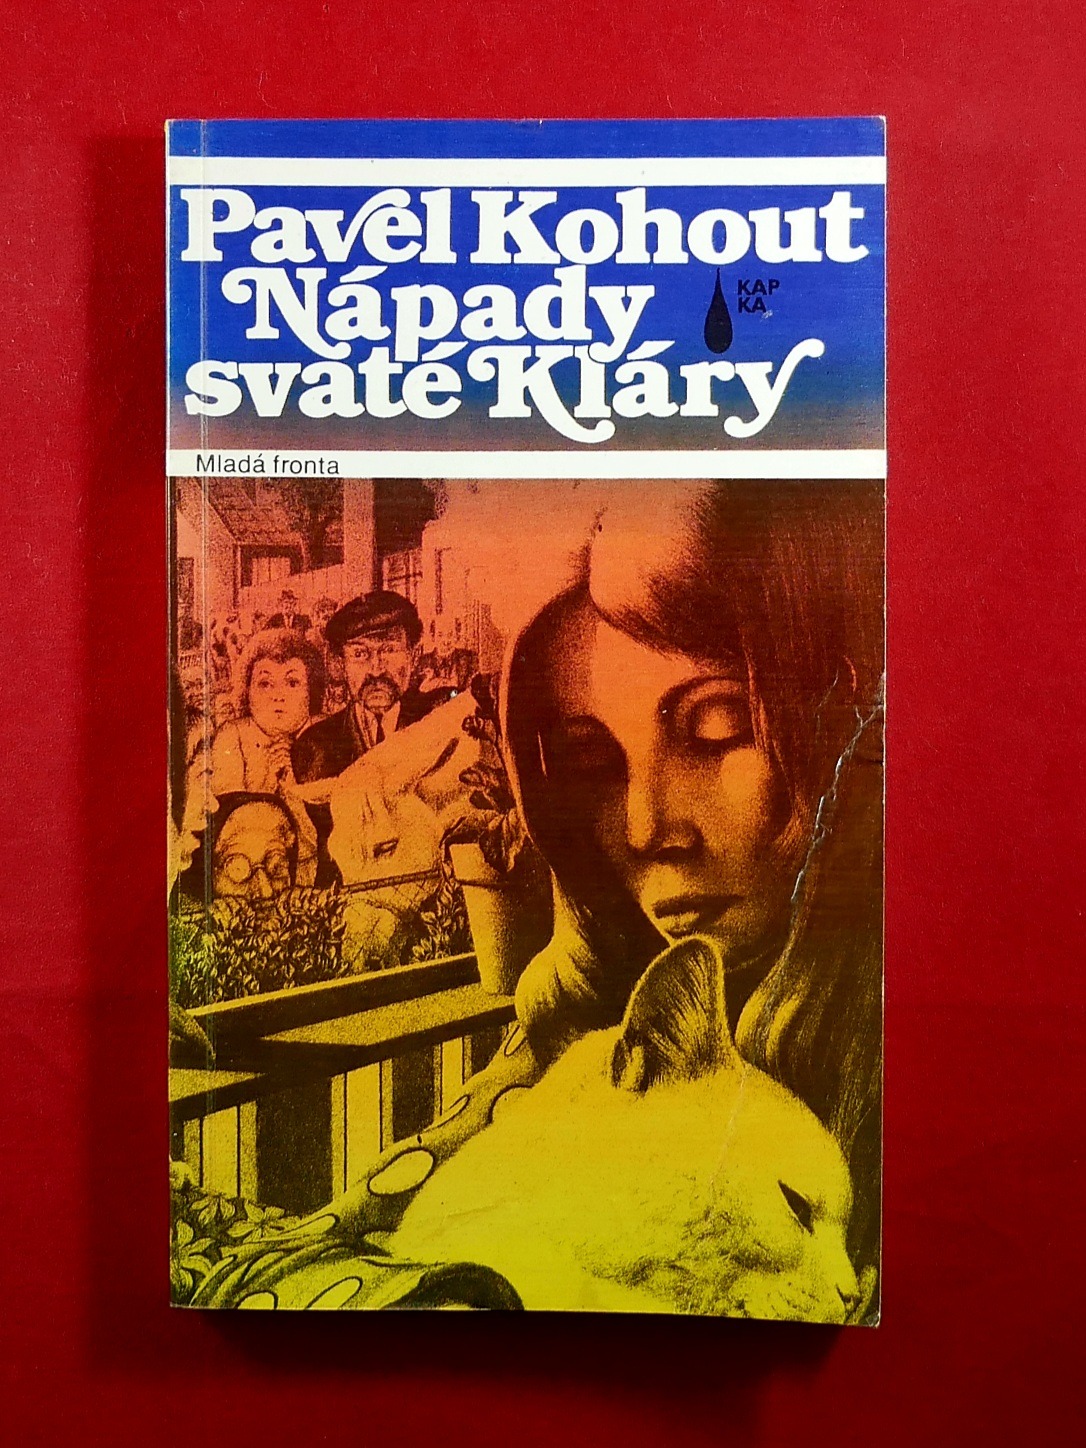 Pavel Kohout
Nápady
KAP
KA
svaté Kláry
Mladá fronta